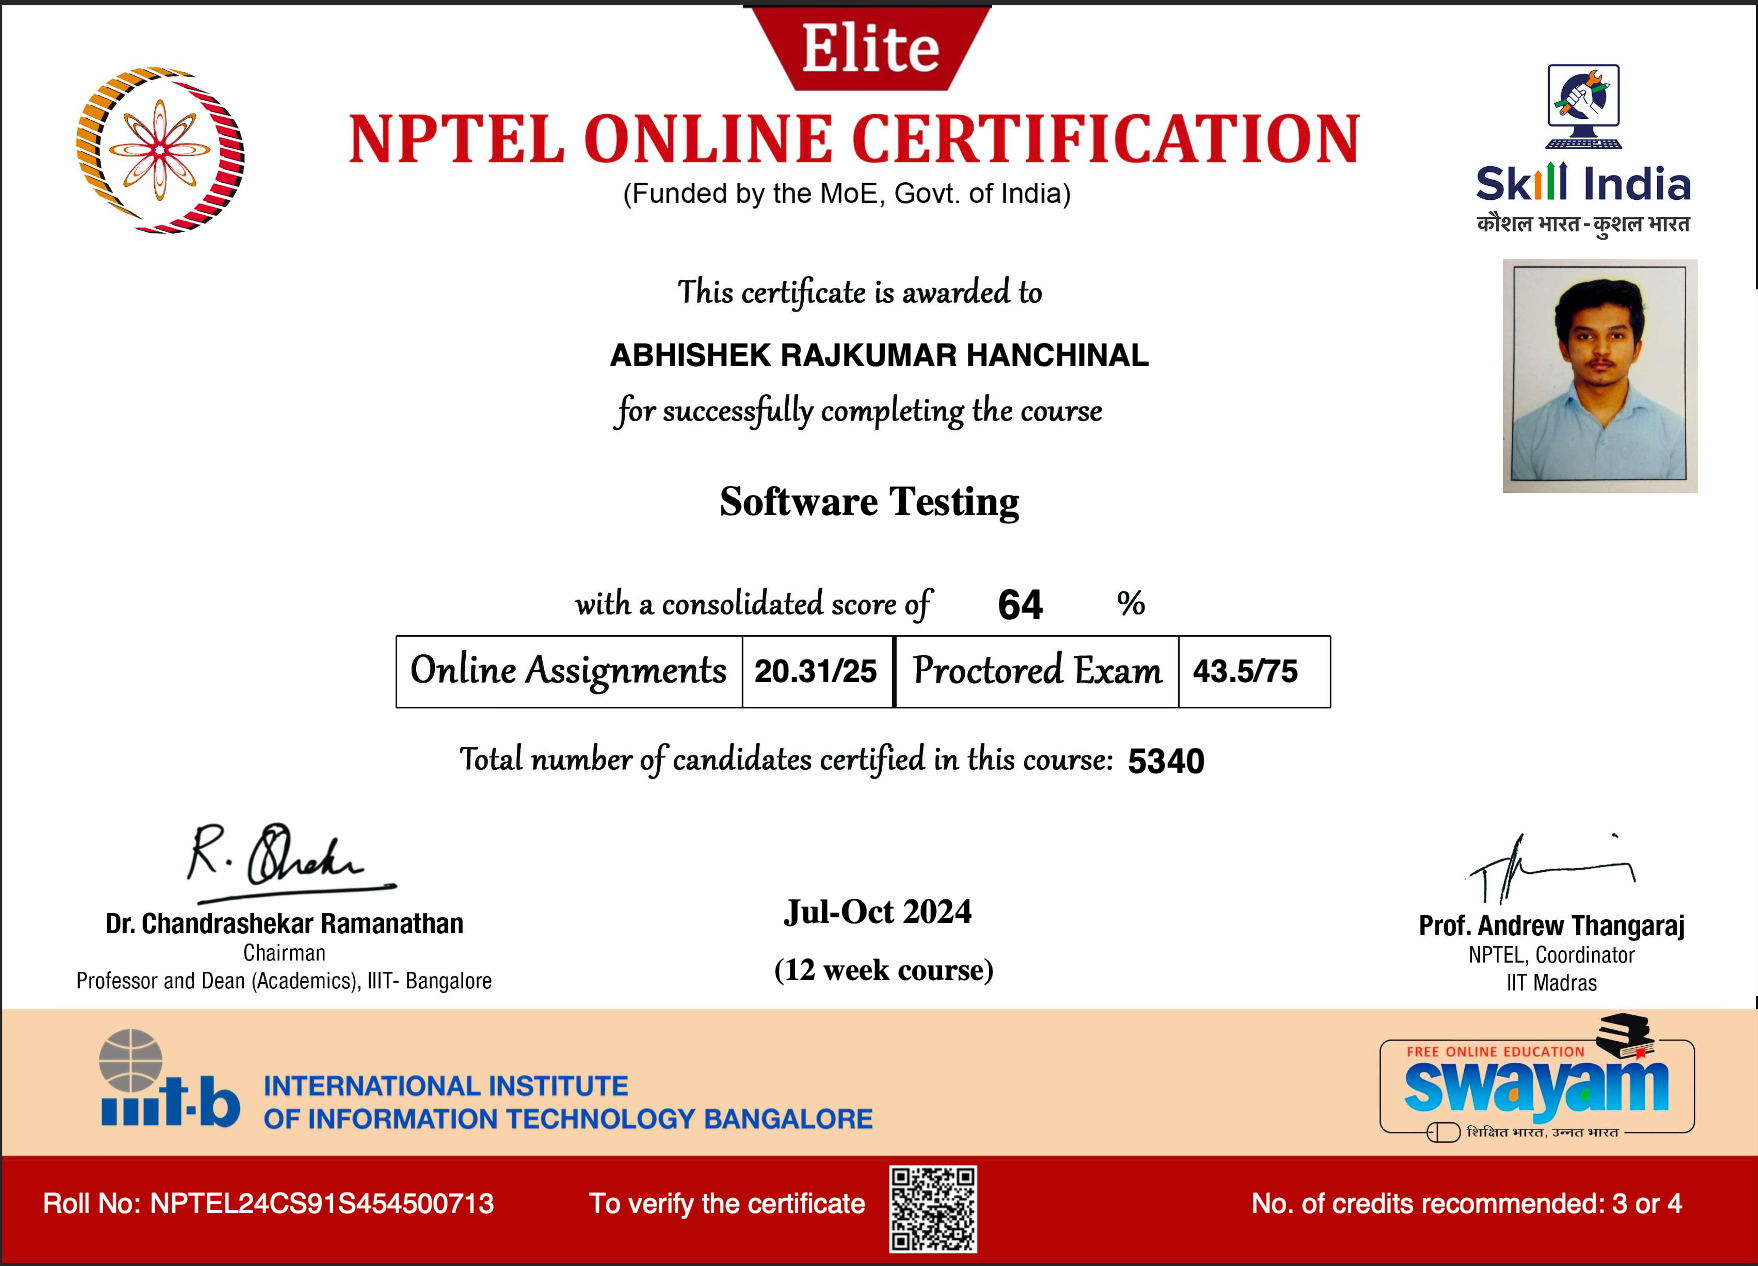 Elite
NPTEL ONLINE CERTIFICATION
(Funded by the MoE, Govt. of India)
Skill India
कौशल भारत - कुशल भारत
This certificate is awarded to
ABHISHEK RAJKUMAR HANCHINAL
for successfully completing the course
Software Testing
with a consolidated score of 64 %
Online Assignments 20.31/25 Proctored Exam 43.5/75
Total number of candidates certified in this course: 5340
R. Shekr
Dr. Chandrashekar Ramanathan
Chairman
Professor and Dean (Academics), IIIT- Bangalore
Jul-Oct 2024
(12 week course)
Prof. Andrew Thangaraj
NPTEL, Coordinator
IIT Madras
iiit-b
INTERNATIONAL INSTITUTE
OF INFORMATION TECHNOLOGY BANGALORE
FREE ONLINE EDUCATION
swayam
शिक्षित भारत, उन्नत भारत
Roll No: NPTEL24CS91S454500713
To verify the certificate
No. of credits recommended: 3 or 4